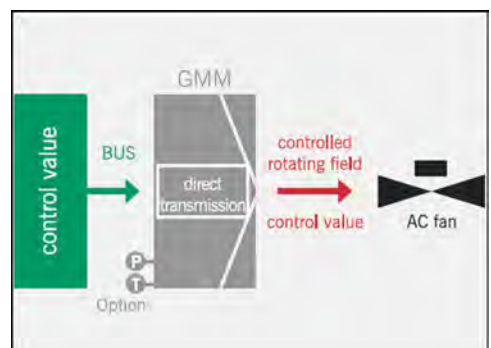 GMM
control value
BUS
direct
transmission
controlled
rotating field
control value
AC fan
P
T
Option